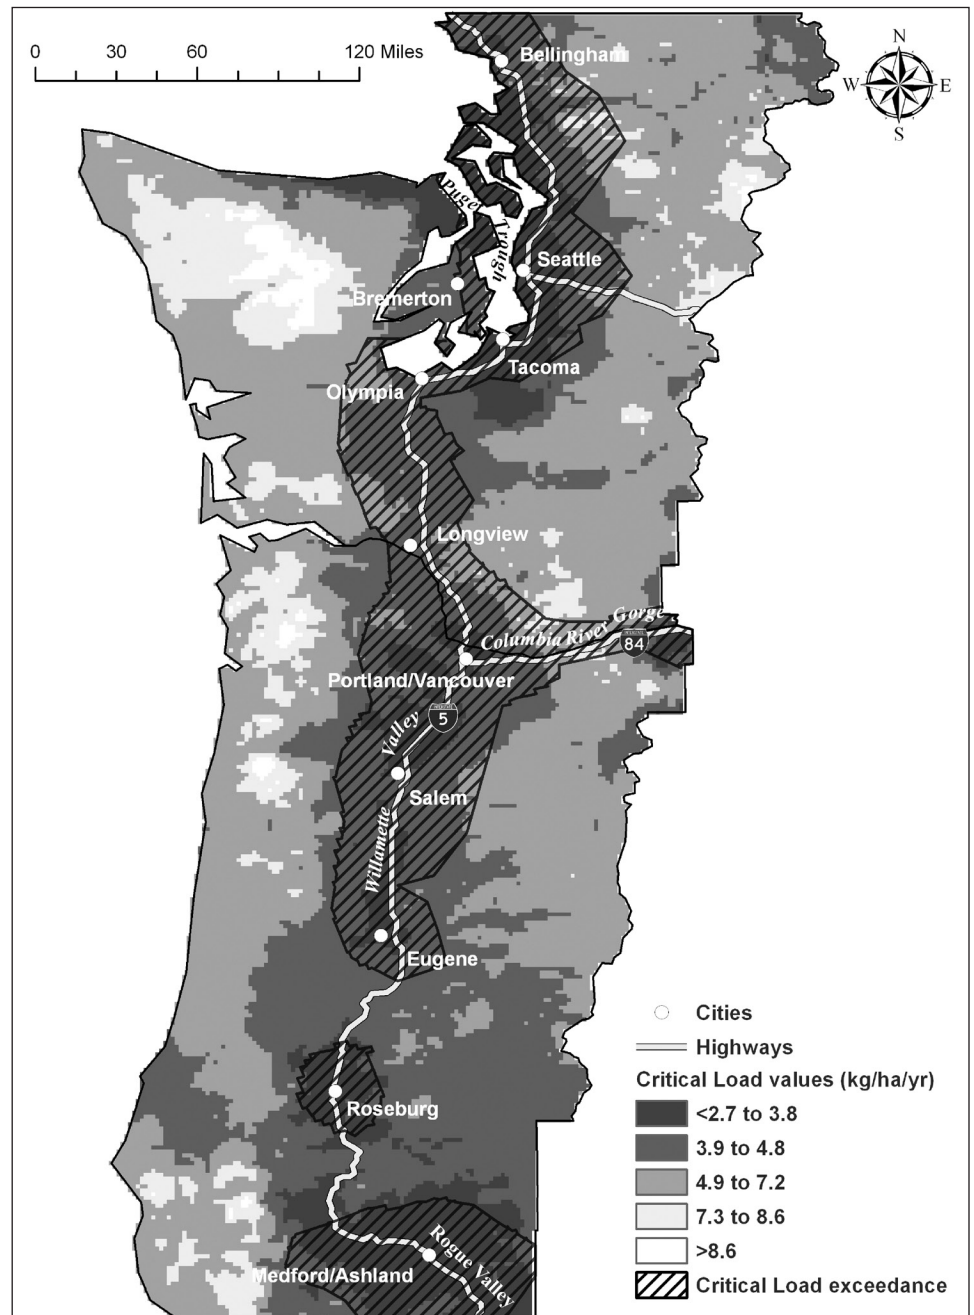 0 30 60 120 Miles
N
W E
S
Bellingham
Puget
Trough
Seattle
Bremerton
Tacoma
Olympia
Longview
Columbia River Gorge
84
Portland/Vancouver
5
Willamette Valley
Salem
Eugene
Roseburg
Rogue Valley
Medford/Ashland
Cities
Highways
Critical Load values (kg/ha/yr)
<2.7 to 3.8
3.9 to 4.8
4.9 to 7.2
7.3 to 8.6
>8.6
Critical Load exceedance